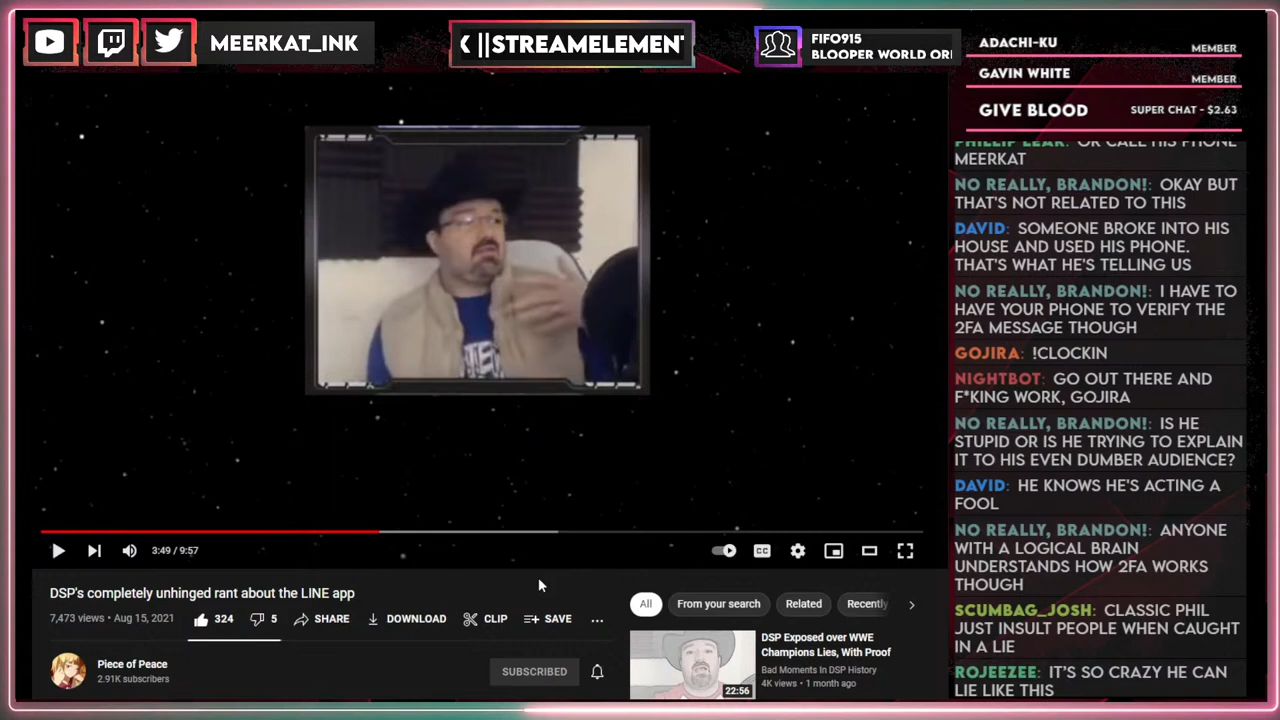 MEERKAT_INK
❮ ||STREAMELEMEN
FIFO915
BLOOPER WORLD OR
ADACHI-KU MEMBER
GAVIN WHITE MEMBER
GIVE BLOOD SUPER CHAT - $2.63
PHILLIP LEAK: OR CALL HIS PHONE
MEERKAT
NO REALLY, BRANDON!: OKAY BUT
THAT'S NOT RELATED TO THIS
DAVID: SOMEONE BROKE INTO HIS
HOUSE AND USED HIS PHONE.
THAT'S WHAT HE'S TELLING US
NO REALLY, BRANDON!: I HAVE TO
HAVE YOUR PHONE TO VERIFY THE
2FA MESSAGE THOUGH
GOJIRA: !CLOCKIN
NIGHTBOT: GO OUT THERE AND
F*KING WORK, GOJIRA
NO REALLY, BRANDON!: IS HE
STUPID OR IS HE TRYING TO EXPLAIN
IT TO HIS EVEN DUMBER AUDIENCE?
DAVID: HE KNOWS HE'S ACTING A
FOOL
NO REALLY, BRANDON!: ANYONE
WITH A LOGICAL BRAIN
UNDERSTANDS HOW 2FA WORKS
THOUGH
SCUMBAG_JOSH: CLASSIC PHIL
JUST INSULT PEOPLE WHEN CAUGHT
IN A LIE
ROJEEZEE: IT'S SO CRAZY HE CAN
LIE LIKE THIS
3:49 / 9:57
CC
DSP's completely unhinged rant about the LINE app
7,473 views • Aug 15, 2021
324 5 SHARE DOWNLOAD CLIP SAVE ...
Piece of Peace
2.91K subscribers
SUBSCRIBED
All From your search Related Recently
DSP Exposed over WWE
Champions Lies, With Proof
Bad Moments In DSP History
4K views • 1 month ago
22:56